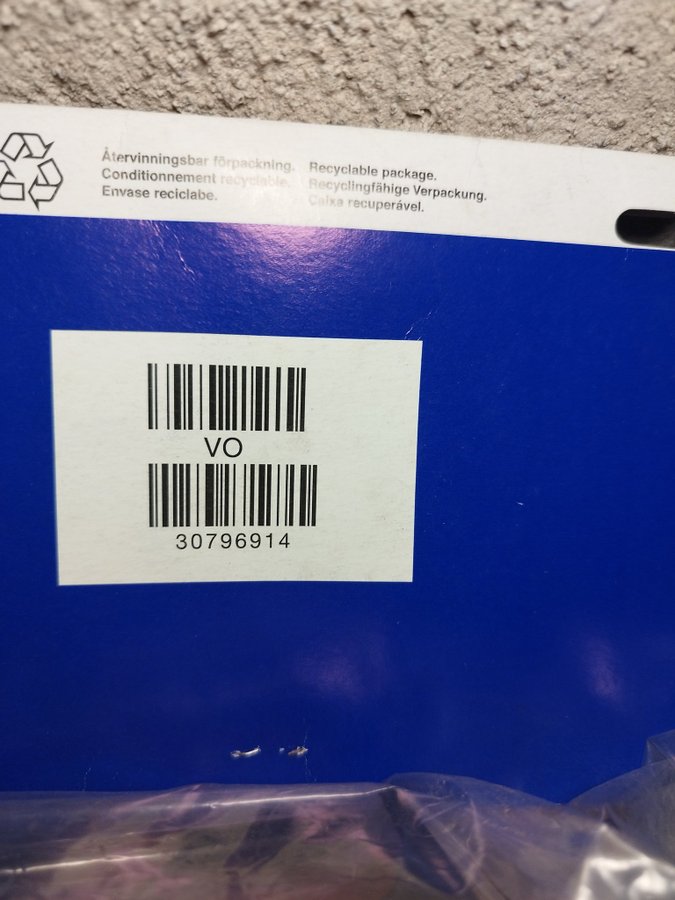 Återvinningsbar förpackning.
Conditionnement recyclable.
Envase reciclabe.
Recyclable package.
Recyclingfähige Verpackung.
Caixa recuperável.
VO
30796914